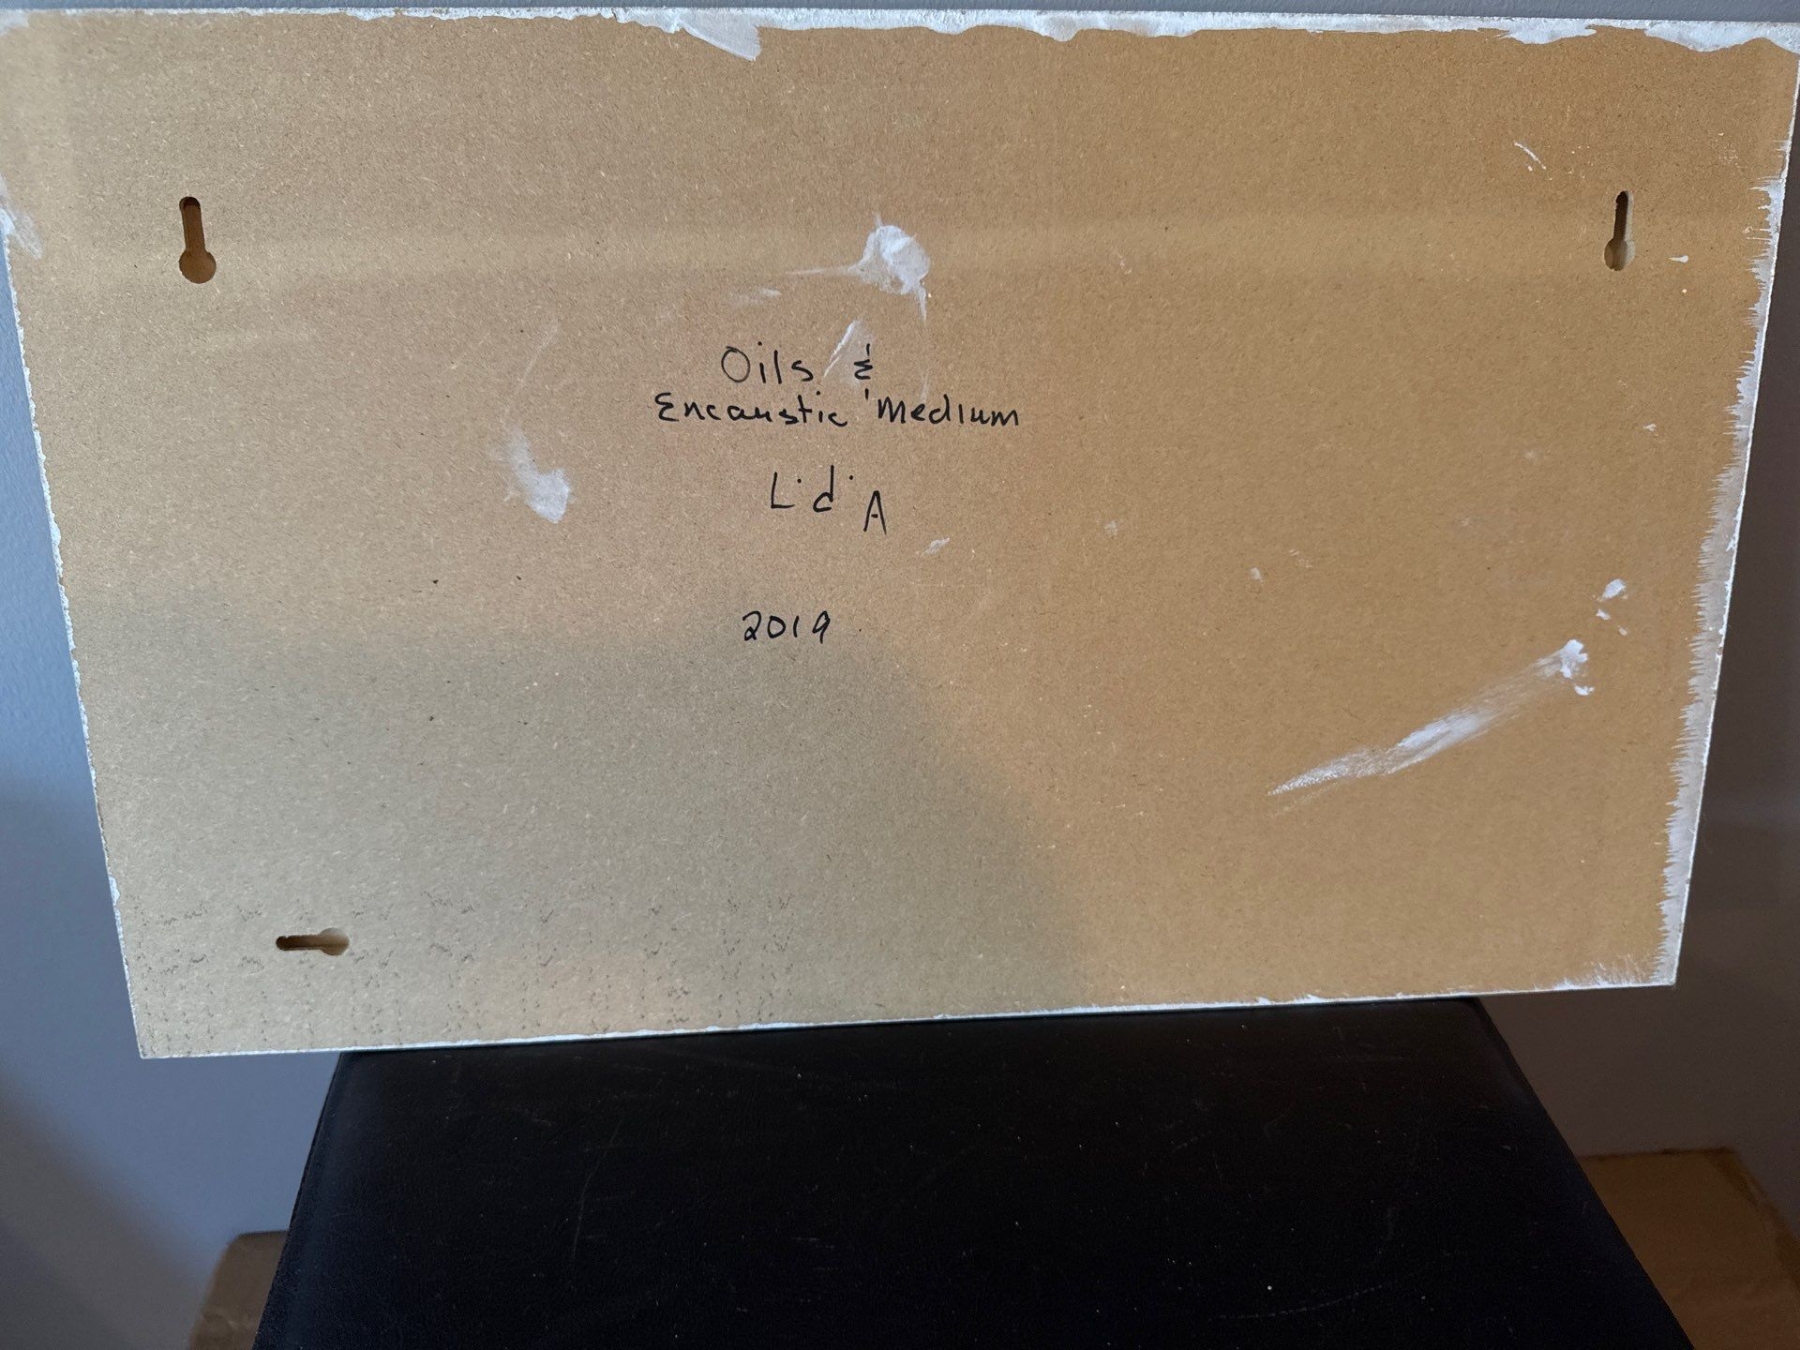 Oils &
Encaustic Medium
L·d·A
2019